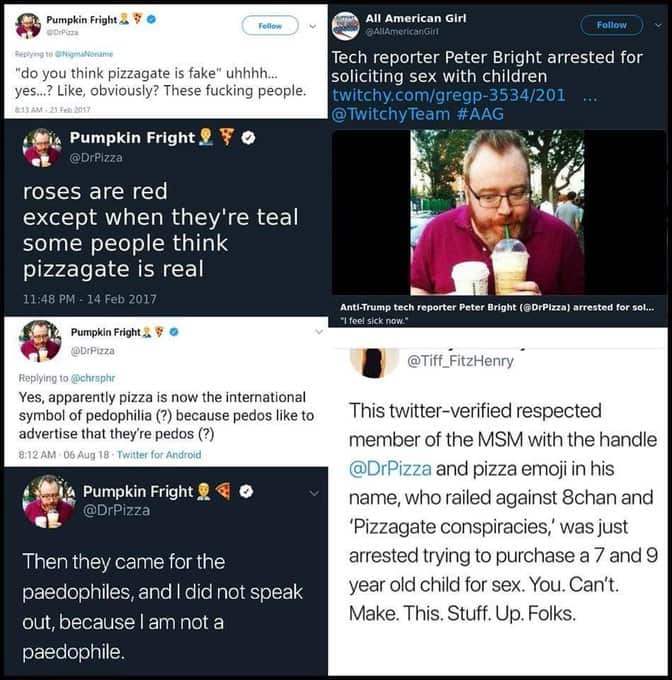 Pumpkin Fright
@DrPizza
Follow
Replying to @NigmaNoname
"do you think pizzagate is fake" uhhhh...
yes...? Like, obviously? These fucking people.
8:13 AM - 21 Feb 2017
Pumpkin Fright
@DrPizza
roses are red
except when they're teal
some people think
pizzagate is real
11:48 PM - 14 Feb 2017
Pumpkin Fright
@DrPizza
Replying to @chrsphr
Yes, apparently pizza is now the international
symbol of pedophilia (?) because pedos like to
advertise that they're pedos (?)
8:12 AM · 06 Aug 18 · Twitter for Android
Pumpkin Fright
@DrPizza
Then they came for the
paedophiles, and I did not speak
out, because I am not a
paedophile.
All American Girl
@AIIAmericanGirI
Follow
Tech reporter Peter Bright arrested for
soliciting sex with children
twitchy.com/gregp-3534/201 ...
@TwitchyTeam #AAG
Anti-Trump tech reporter Peter Bright (@DrPizza) arrested for sol...
"I feel sick now."
@Tiff_FitzHenry
This twitter-verified respected
member of the MSM with the handle
@DrPizza and pizza emoji in his
name, who railed against 8chan and
'Pizzagate conspiracies,' was just
arrested trying to purchase a 7 and 9
year old child for sex. You. Can't.
Make. This. Stuff. Up. Folks.